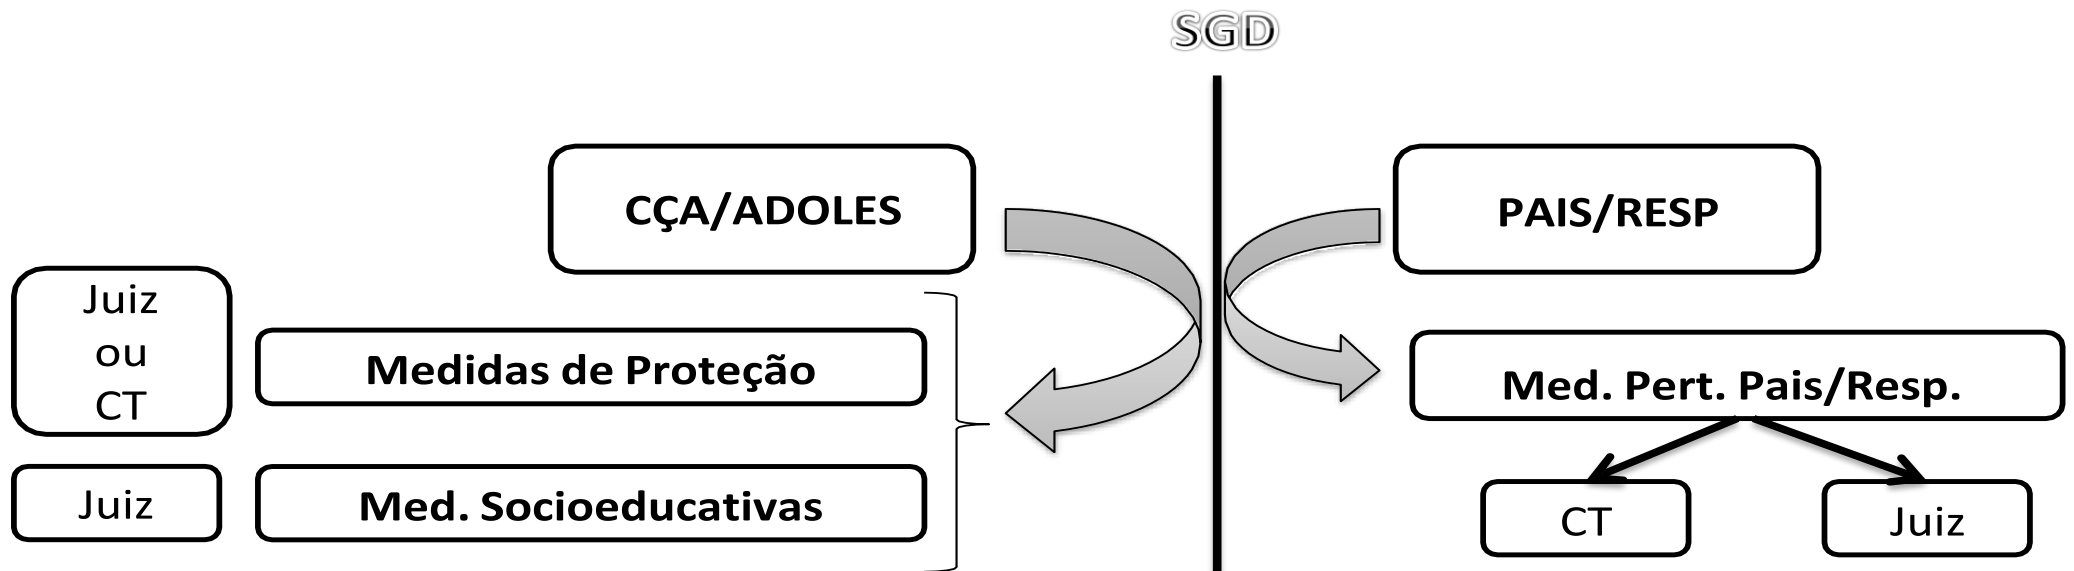 SGD
CÇA/ADOLES
PAIS/RESP
Juiz
ou
CT
Medidas de Proteção
Med. Pert. Pais/Resp.
Juiz
Med. Socioeducativas
CT
Juiz